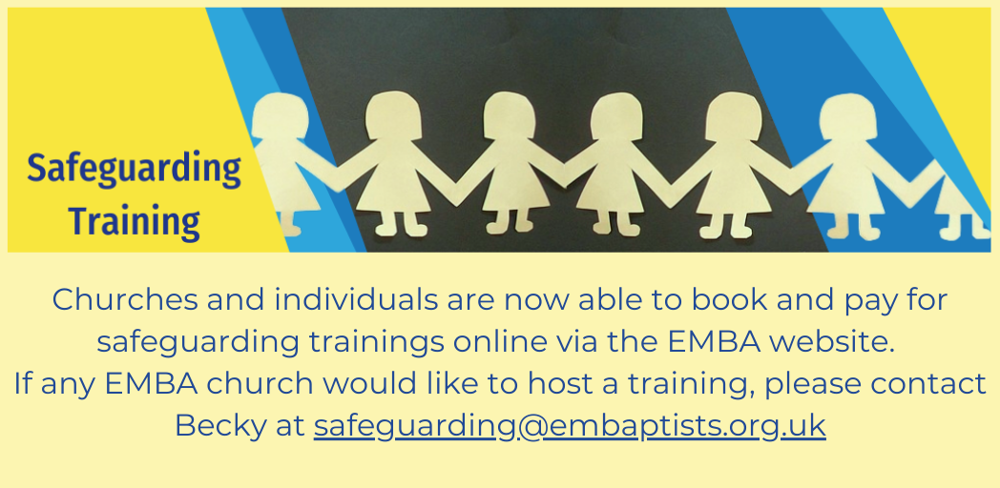 Safeguarding
Training
Churches and individuals are now able to book and pay for
safeguarding trainings online via the EMBA website.
If any EMBA church would like to host a training, please contact
Becky at safeguarding@embaptists.org.uk